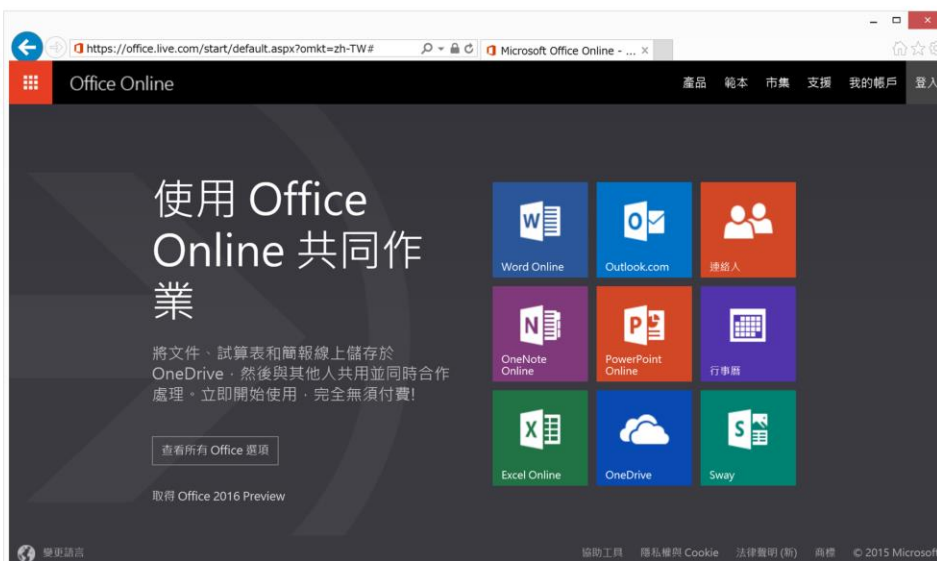 https://office.live.com/start/default.aspx?omkt=zh-TW#
Microsoft Office Online - ...
Office Online
產品 範本 市集 支援 我的帳戶 登入
使用 Office
Online 共同作
業
將文件、試算表和簡報線上儲存於
OneDrive,然後與其他人共用並同時合作
處理。立即開始使用,完全無須付費!
查看所有 Office 選項
取得 Office 2016 Preview
Word Online
Outlook.com
連絡人
OneNote
Online
PowerPoint
Online
行事曆
Excel Online
OneDrive
Sway
變更語言
協助工具 隱私權與 Cookie 法律聲明 (新) 商標 © 2015 Microsoft